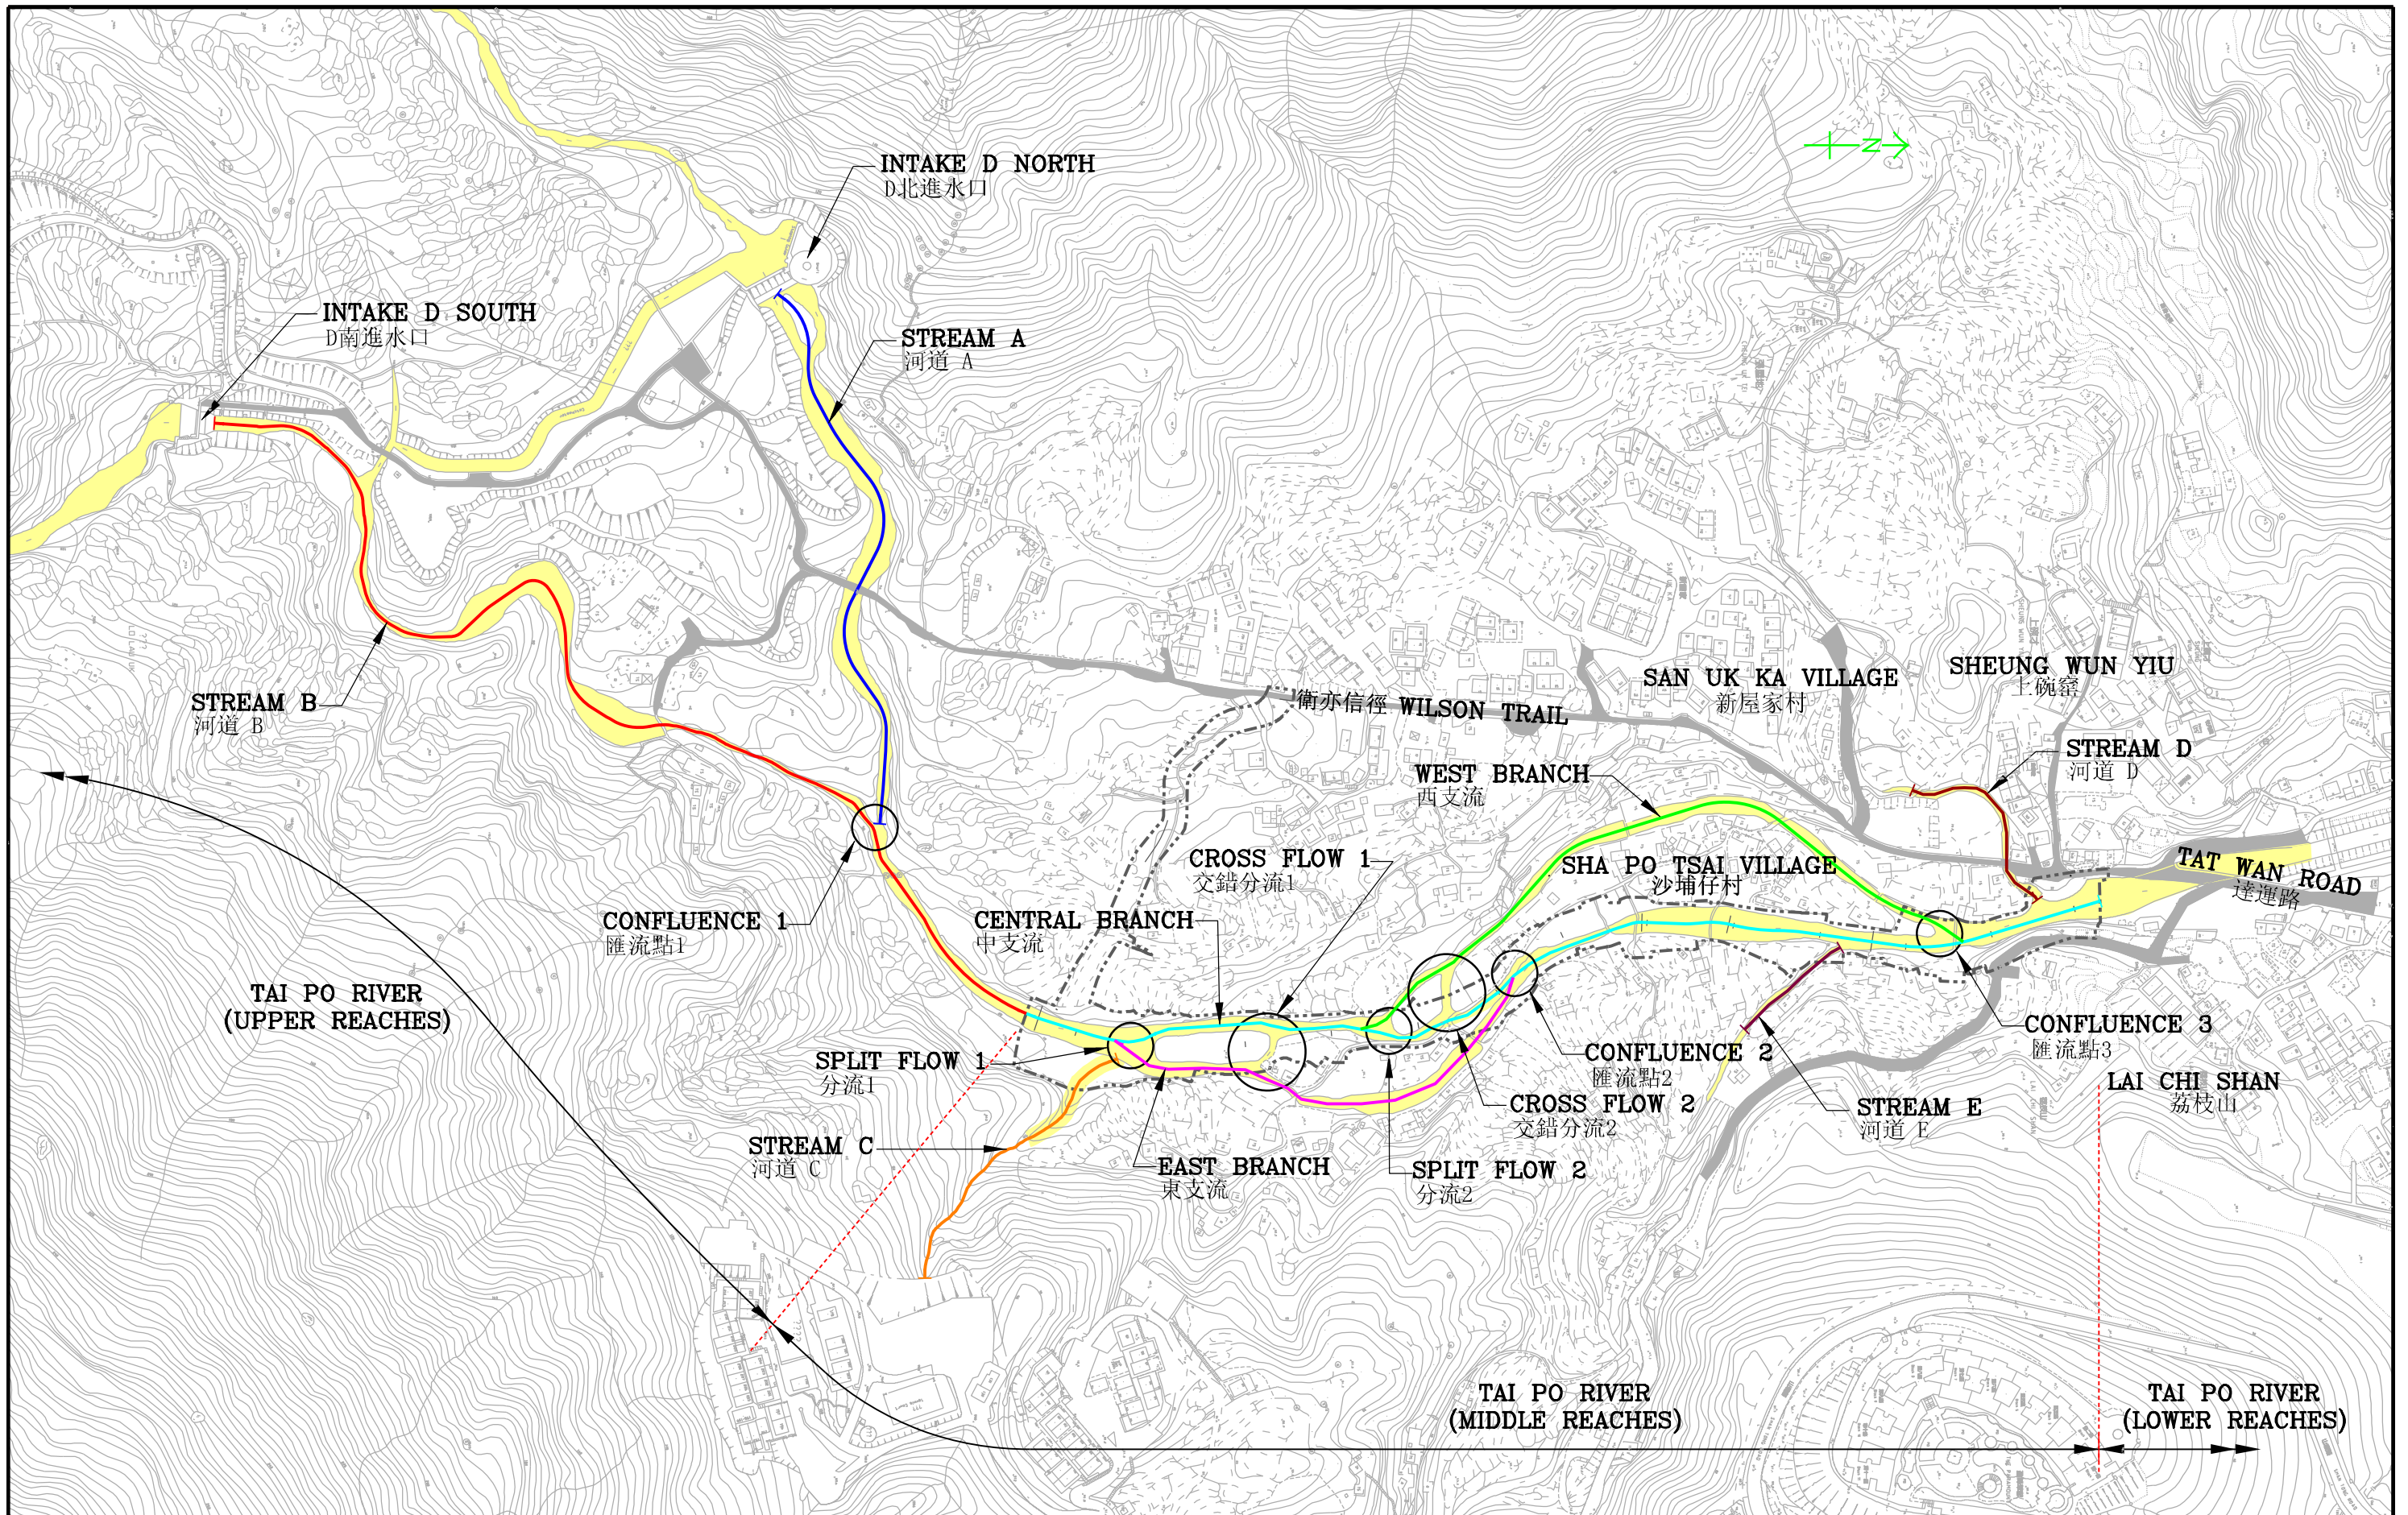 INTAKE D NORTH
D北進水口
INTAKE D SOUTH
D南進水口
N
STREAM A
河道 A
STREAM B
河道 B
衛亦信徑 WILSON TRAIL
SAN UK KA VILLAGE
新屋家村
SHEUNG WUN YIU
上碗窰
STREAM D
河道 D
WEST BRANCH
西支流
CROSS FLOW 1
交錯分流1
SHA PO TSAI VILLAGE
沙埔仔村
TAT WAN ROAD
達運路
CONFLUENCE 1
匯流點1
CENTRAL BRANCH
中支流
TAI PO RIVER
(UPPER REACHES)
SPLIT FLOW 1
分流1
CONFLUENCE 2
匯流點2
CONFLUENCE 3
匯流點3
CROSS FLOW 2
交錯分流2
STREAM E
河道 E
LAI CHI SHAN
荔枝山
STREAM C
河道 C
EAST BRANCH
東支流
SPLIT FLOW 2
分流2
TAI PO RIVER
(MIDDLE REACHES)
TAI PO RIVER
(LOWER REACHES)